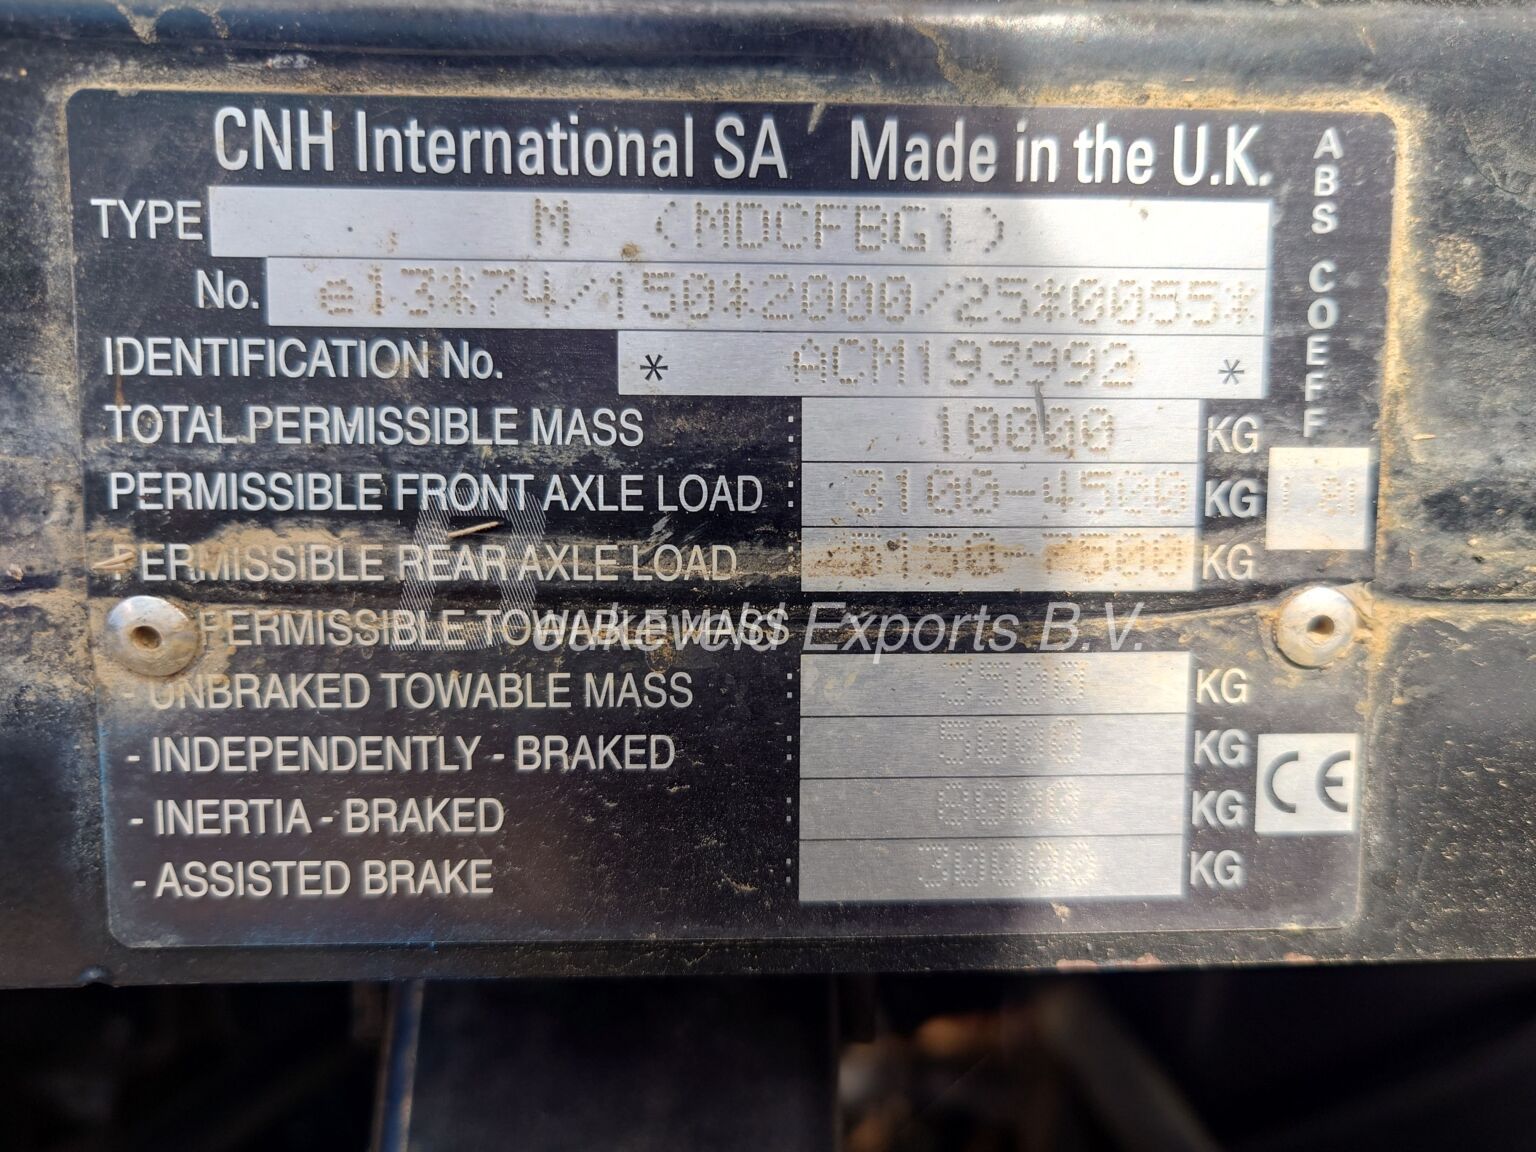 CNH International SA Made in the U.K.
TYPE M (MDCFBG1)
No. e13*74/150*2000/25*0055*
IDENTIFICATION No. * ACM193992 *
TOTAL PERMISSIBLE MASS : 10000 KG
PERMISSIBLE FRONT AXLE LOAD : 3100-4500 KG
PERMISSIBLE REAR AXLE LOAD : KG
PERMISSIBLE TOWABLE MASS
- UNBRAKED TOWABLE MASS : 3500 KG
- INDEPENDENTLY - BRAKED : 5000 KG
- INERTIA - BRAKED : 8000 KG
- ASSISTED BRAKE : KG
ABS COEFF
CE
Exports B.V.